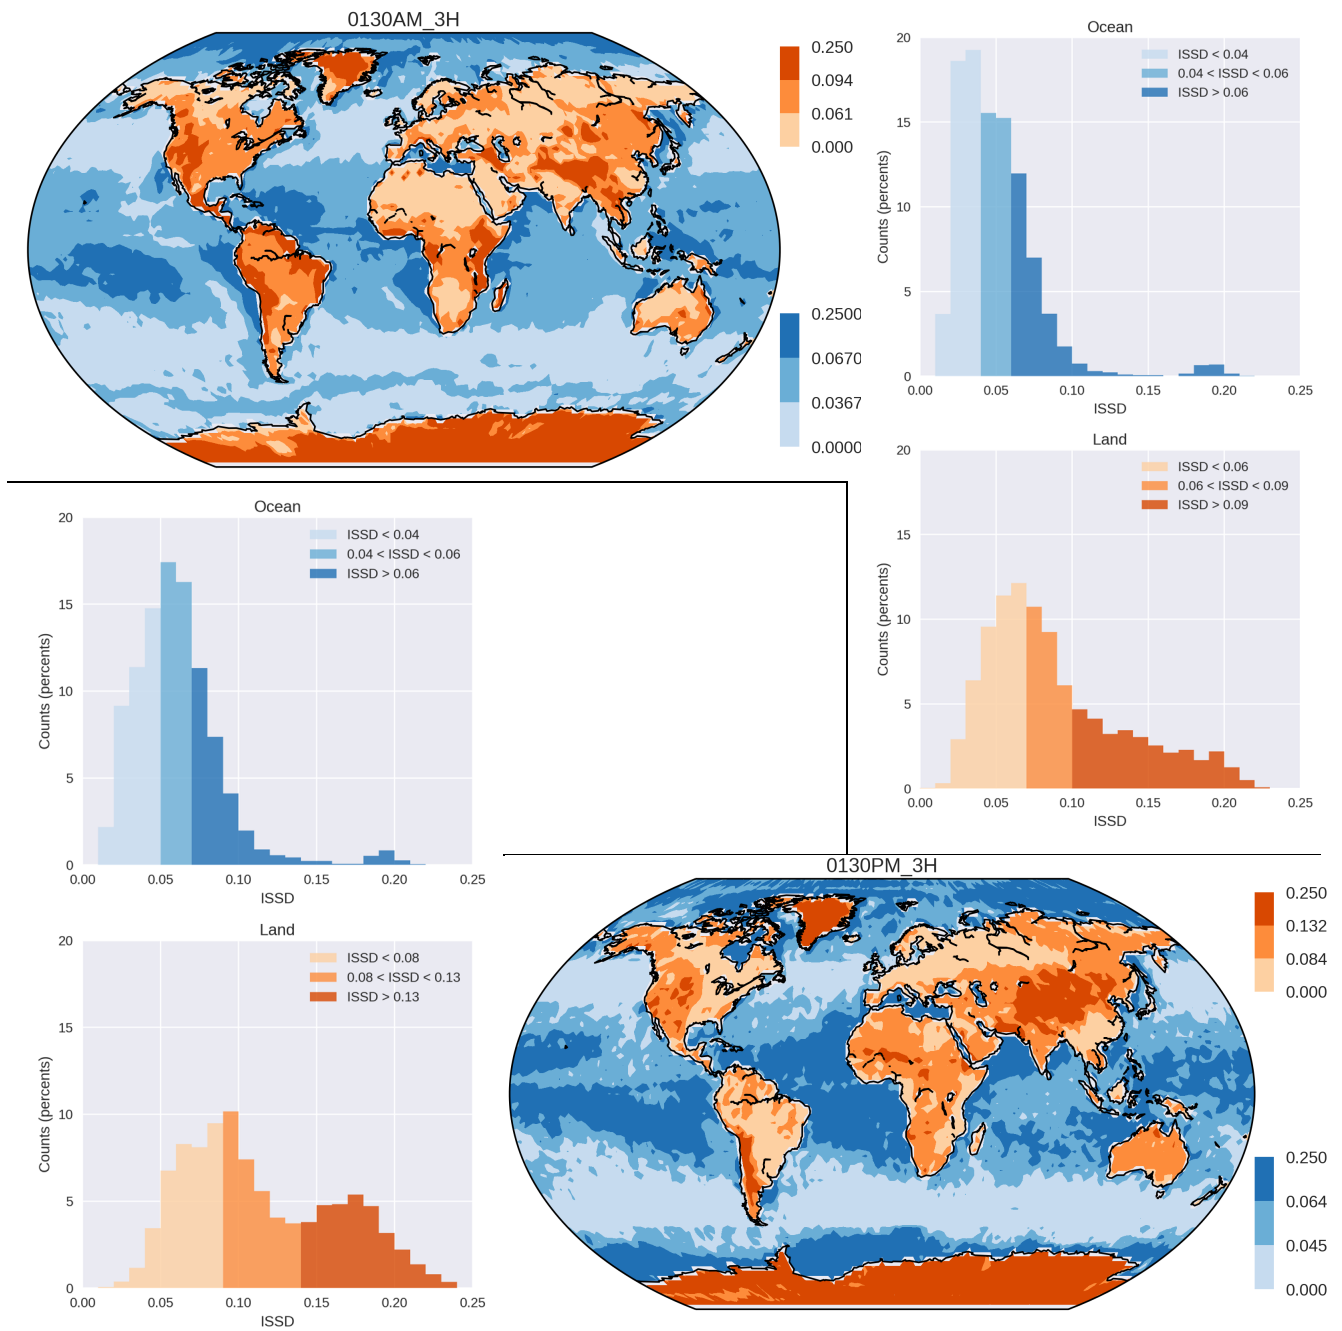 0130AM_3H
0.250
0.094
0.061
0.000
0.2500
0.0670
0.0367
0.0000
Ocean
ISSD < 0.04
0.04 < ISSD < 0.06
ISSD > 0.06
Counts (percents)
20
15
10
5
0
0.00 0.05 0.10 0.15 0.20 0.25
ISSD
Land
ISSD < 0.06
0.06 < ISSD < 0.09
ISSD > 0.09
Counts (percents)
20
15
10
5
0
0.00 0.05 0.10 0.15 0.20 0.25
ISSD
Ocean
ISSD < 0.04
0.04 < ISSD < 0.06
ISSD > 0.06
Counts (percents)
20
15
10
5
0
0.00 0.05 0.10 0.15 0.20 0.25
ISSD
Land
ISSD < 0.08
0.08 < ISSD < 0.13
ISSD > 0.13
Counts (percents)
20
15
10
5
0
0.00 0.05 0.10 0.15 0.20 0.25
ISSD
0130PM_3H
0.250
0.132
0.084
0.000
0.250
0.064
0.045
0.000